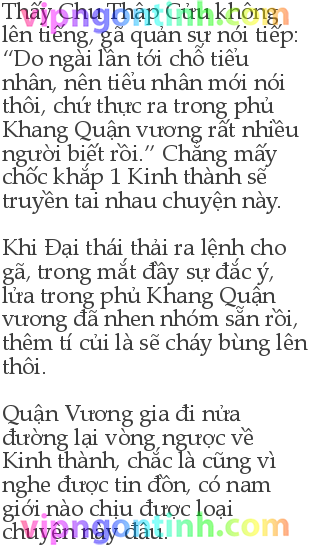 Thấy Chu Thập Cửu không
lên tiếng, gã quản sự nói tiếp:
“Do ngài lần tới chỗ tiểu
nhân, nên tiểu nhân mới nói
thôi, chứ thực ra trong phủ
Khang Quận vương rất nhiều
người biết rồi.” Chẳng mấy
chốc khắp 1 Kinh thành sẽ
truyền tai nhau chuyện này.
Khi Đại thái thải ra lệnh cho
gã, trong mắt đầy sự đắc ý,
lửa trong phủ Khang Quận
vương đã nhen nhóm sẵn rồi,
thêm tí củi là sẽ cháy bùng lên
thôi.
Quận Vương gia đi nửa
đường lại vòng ngược về
Kinh thành, chắc là cũng vì
nghe được tin đồn, có nam
giới nào chịu được loại
chuyện này đâu.
vipngontinh.com
vipngontinh.com